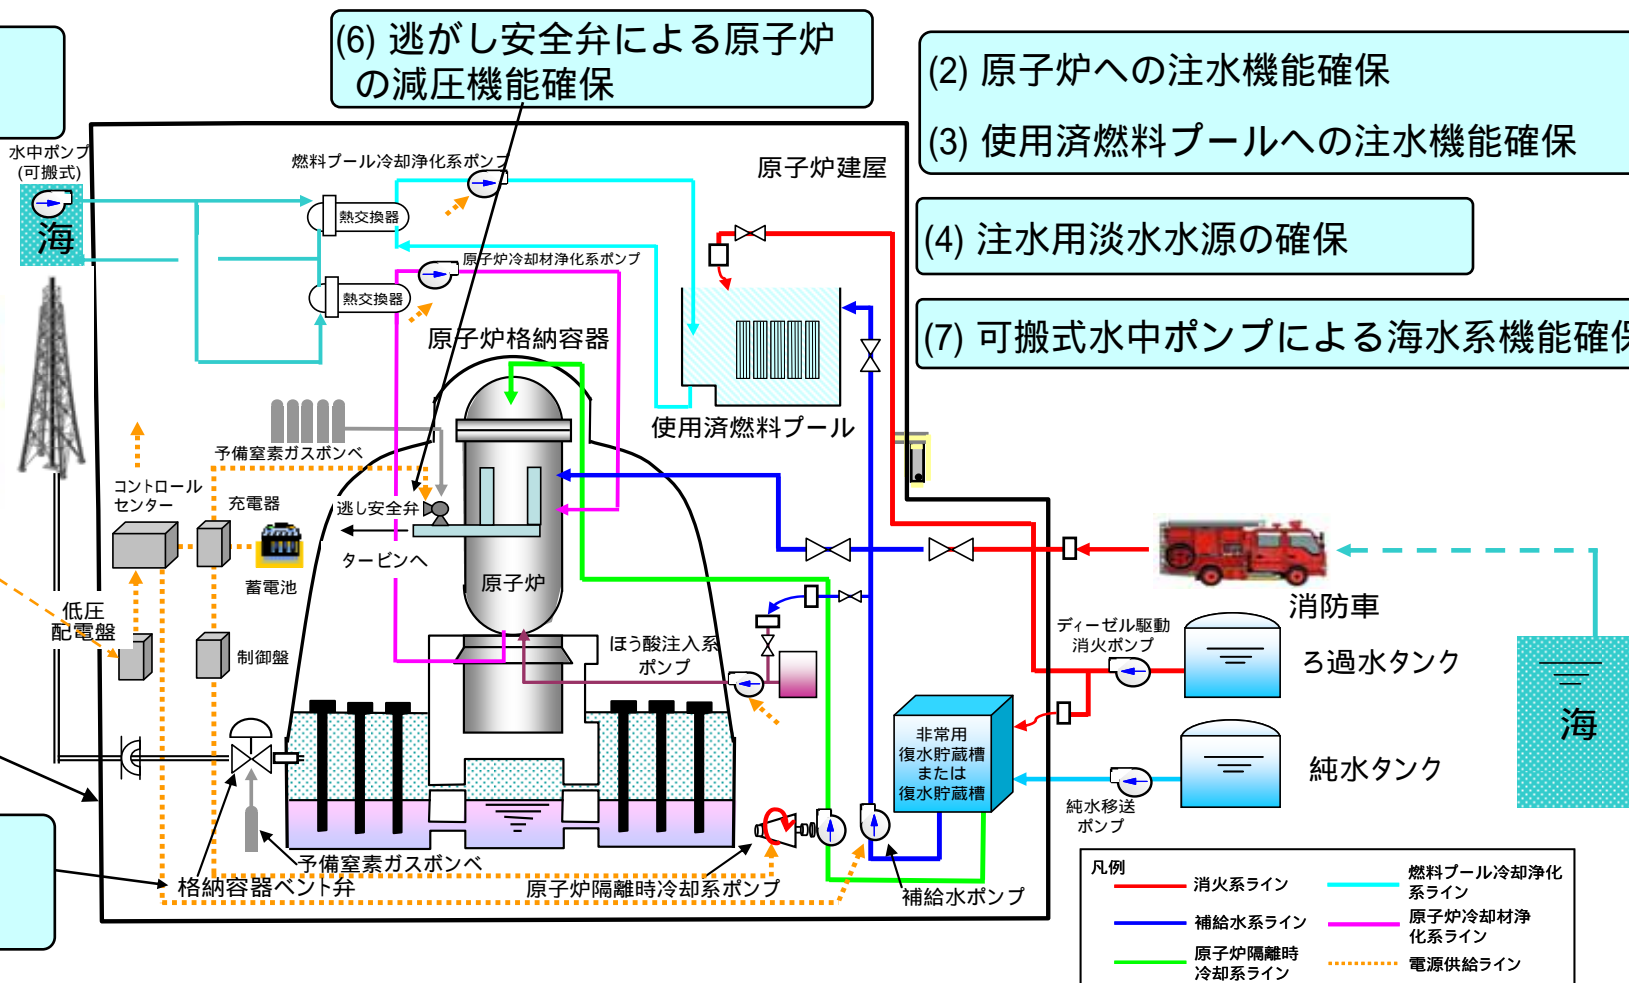 (6) 逃がし安全弁による原子炉
の減圧機能確保
(2) 原子炉への注水機能確保
(3) 使用済燃料プールへの注水機能確保
(4) 注水用淡水水源の確保
(7) 可搬式水中ポンプによる海水系機能確保
水中ポンプ
(可搬式)
海
燃料プール冷却浄化系ポンプ
原子炉建屋
熱交換器
原子炉冷却材浄化系ポンプ
熱交換器
原子炉格納容器
使用済燃料プール
予備窒素ガスボンベ
コントロール
センター
充電器
逃し安全弁
タービンへ
蓄電池
原子炉
低圧
配電盤
制御盤
ほう酸注入系
ポンプ
消防車
ディーゼル駆動
消火ポンプ
ろ過水タンク
海
非常用
復水貯蔵槽
または
復水貯蔵槽
純水タンク
純水移送
ポンプ
予備窒素ガスボンベ
格納容器ベント弁
原子炉隔離時冷却系ポンプ
補給水ポンプ
凡例
消火系ライン
補給水系ライン
原子炉隔離時
冷却系ライン
燃料プール冷却浄化
系ライン
原子炉冷却材浄
化系ライン
電源供給ライン